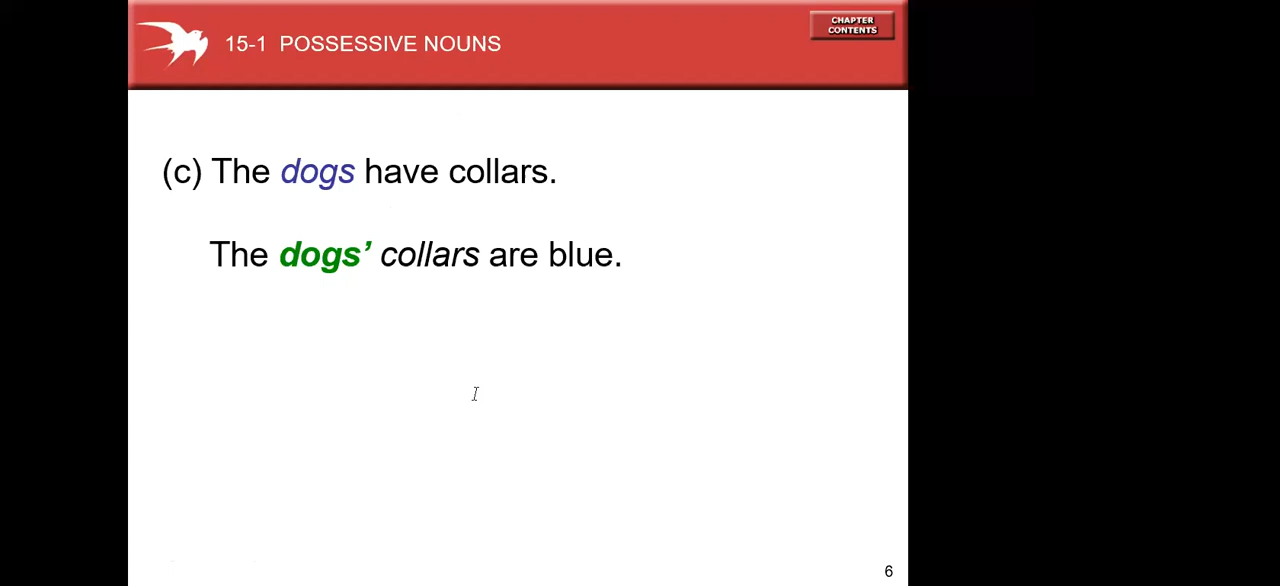 CHAPTER
CONTENTS
15-1 POSSESSIVE NOUNS
(c) The dogs have collars.
The dogs’ collars are blue.
6